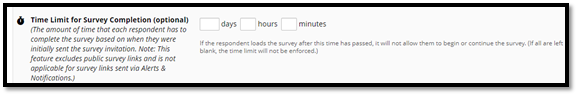 Time Limit for Survey Completion (optional)
(The amount of time that each respondent has to
complete the survey based on when they were
initially sent the survey invitation. Note: This
feature excludes public survey links and is not
applicable for survey links sent via Alerts &
Notifications.)
days hours minutes
If the respondent loads the survey after this time has passed, it will not allow them to begin or continue the survey. (If all are left
blank, the time limit will not be enforced.)